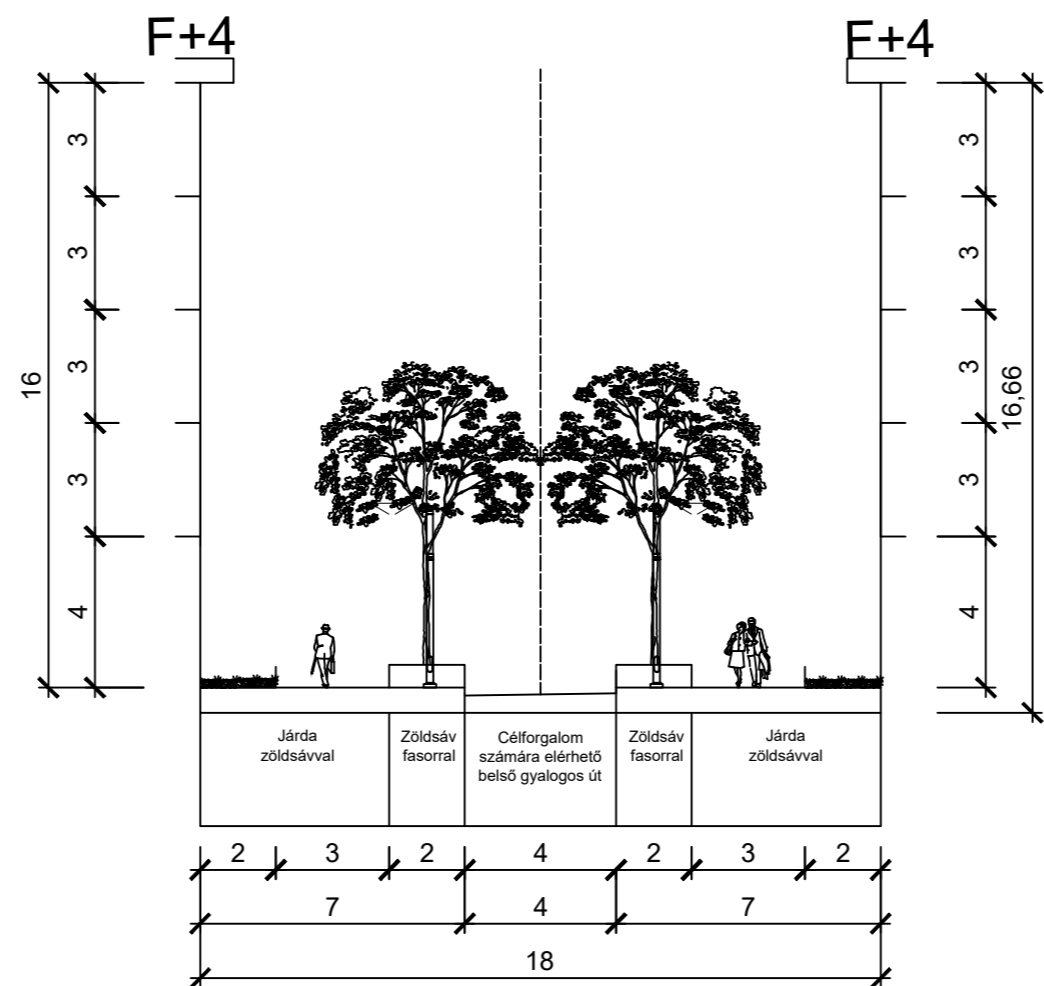 F+4
F+4
3
3
3
3
3
3
16
16,66
3
3
4
4
Járda
zöldsávval
Zöldsáv
fasorral
Célforgalom
számára elérhető
belső gyalogos út
Zöldsáv
fasorral
Járda
zöldsávval
2 3 2 4 2 3 2
7 4 7
18